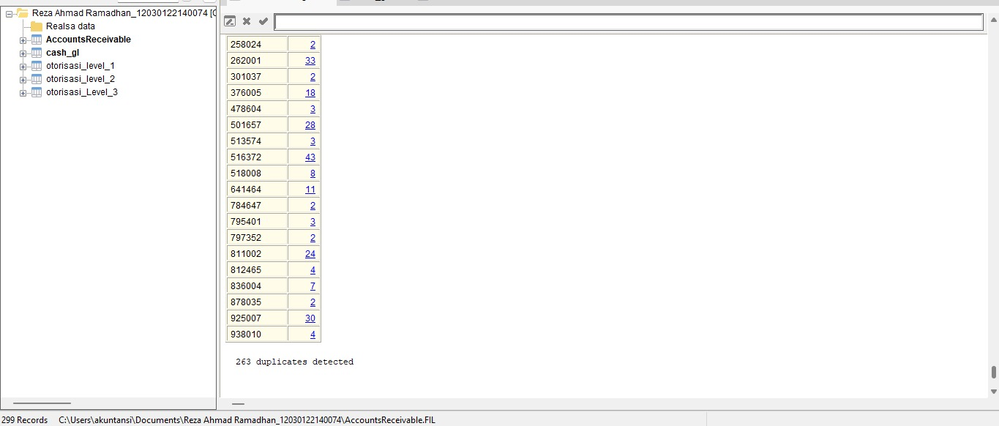 Reza Ahmad Ramadhan_12030122140074 [C
Realsa data
AccountsReceivable
cash_gl
otorisasi_level_1
otorisasi_level_2
otorisasi_Level_3
258024 2
262001 33
301037 2
376005 18
478604 3
501657 28
513574 3
516372 43
518008 8
641464 11
784647 2
795401 3
797352 2
811002 24
812465 4
836004 7
878035 2
925007 30
938010 4
263 duplicates detected
299 Records C:\Users\akuntansi\Documents\Reza Ahmad Ramadhan_12030122140074\AccountsReceivable.FIL